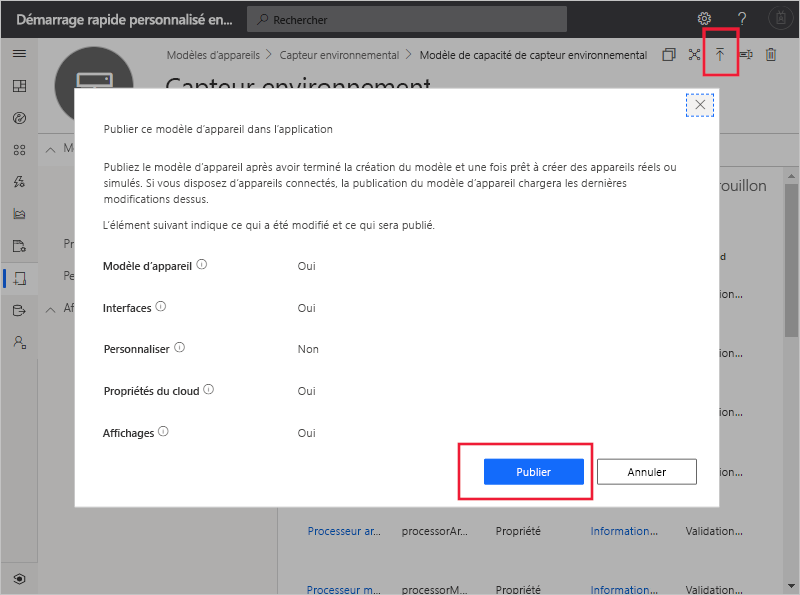 Démarrage rapide personnalisé en...
Rechercher
?
Modèles d'appareils > Capteur environnemental > Modèle de capacité de capteur environnemental
Capteur environnement
Publier ce modèle d'appareil dans l'application
Publiez le modèle d'appareil après avoir terminé la création du modèle et une fois prêt à créer des appareils réels ou
simulés. Si vous disposez d'appareils connectés, la publication du modèle d'appareil chargera les dernières
modifications dessus.
L'élément suivant indique ce qui a été modifié et ce qui sera publié.
Modèle d'appareil Oui
Interfaces Oui
Personnaliser Non
Propriétés du cloud Oui
Affichages Oui
Publier Annuler
M
Pr
Pe
Af
rouillon
d
ion...
ion...
ion...
ion...
Processeur ar... processorAr... Propriété Information... Validation...
Processeur m... processorM... Propriété Information... Validation...